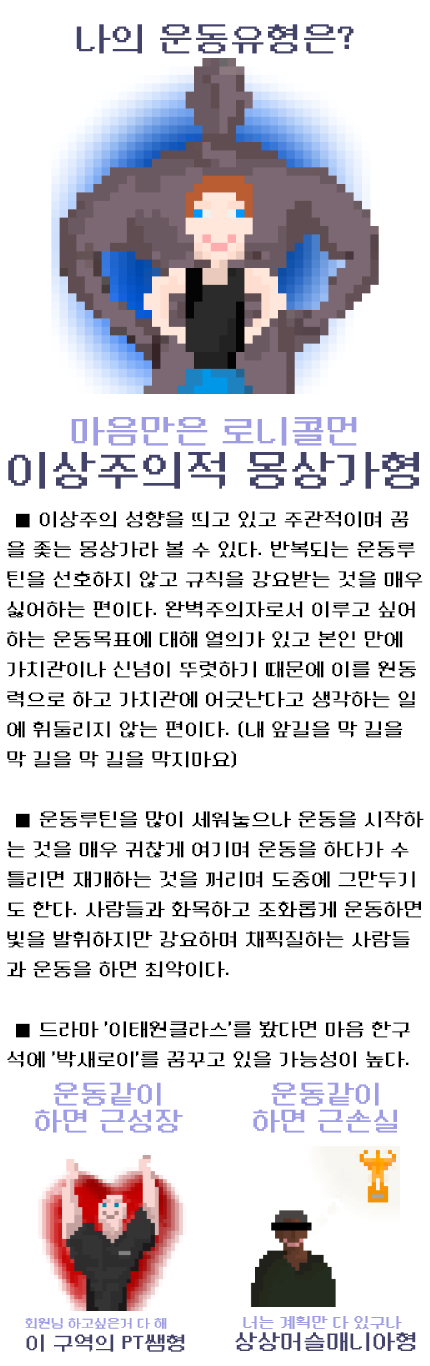 나의 운동유형은?
마음만은 로니콜먼
이상주의적 몽상가형
■ 이상주의 성향을 띄고 있고 주관적이며 꿈
을 좇는 몽상가라 볼 수 있다. 반복되는 운동루
틴을 선호하지 않고 규칙을 강요받는 것을 매우
싫어하는 편이다. 완벽주의자로서 이루고 싶어
하는 운동목표에 대해 열의가 있고 본인 만에
가치관이나 신념이 뚜렷하기 때문에 이를 원동
력으로 하고 가치관에 어긋난다고 생각하는 일
에 휘둘리지 않는 편이다. (내 앞길을 막 길을
막 길을 막 길을 막지마요)
■ 운동루틴을 많이 세워놓으나 운동을 시작하
는 것을 매우 귀찮게 여기며 운동을 하다가 수
틀리면 재개하는 것을 꺼리며 도중에 그만두기
도 한다. 사람들과 화목하고 조화롭게 운동하면
빛을 발휘하지만 강요하며 채찍질하는 사람들
과 운동을 하면 최악이다.
■ 드라마 '이태원클라스'를 봤다면 마음 한구
석에 '박새로이'를 꿈꾸고 있을 가능성이 높다.
운동같이
하면 근성장
회원님 하고싶은거 다 해
이 구역의 PT쌤형
운동같이
하면 근손실
너는 계획만 다 있구나
상상머슬매니아형